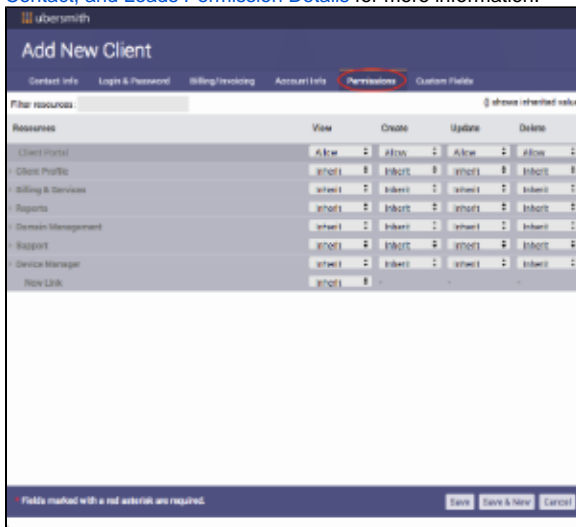 Contact, and Leads Permission Details for more information.
ubersmith
Add New Client
Contact Info Login & Password Billing/Invoicing Account Info Permissions Custom Fields
Filter resources: () shows inherited valu
Resources View Create Update Delete
Client Portal Allow Allow Allow Allow
Client Profile Inherit Inherit Inherit Inherit
Billing & Services Inherit Inherit Inherit Inherit
Reports Inherit Inherit Inherit Inherit
Domain Management Inherit Inherit Inherit Inherit
Support Inherit Inherit Inherit Inherit
Device Manager Inherit Inherit Inherit Inherit
New Link Inherit - - -
* Fields marked with a red asterisk are required. Save Save & New Cancel